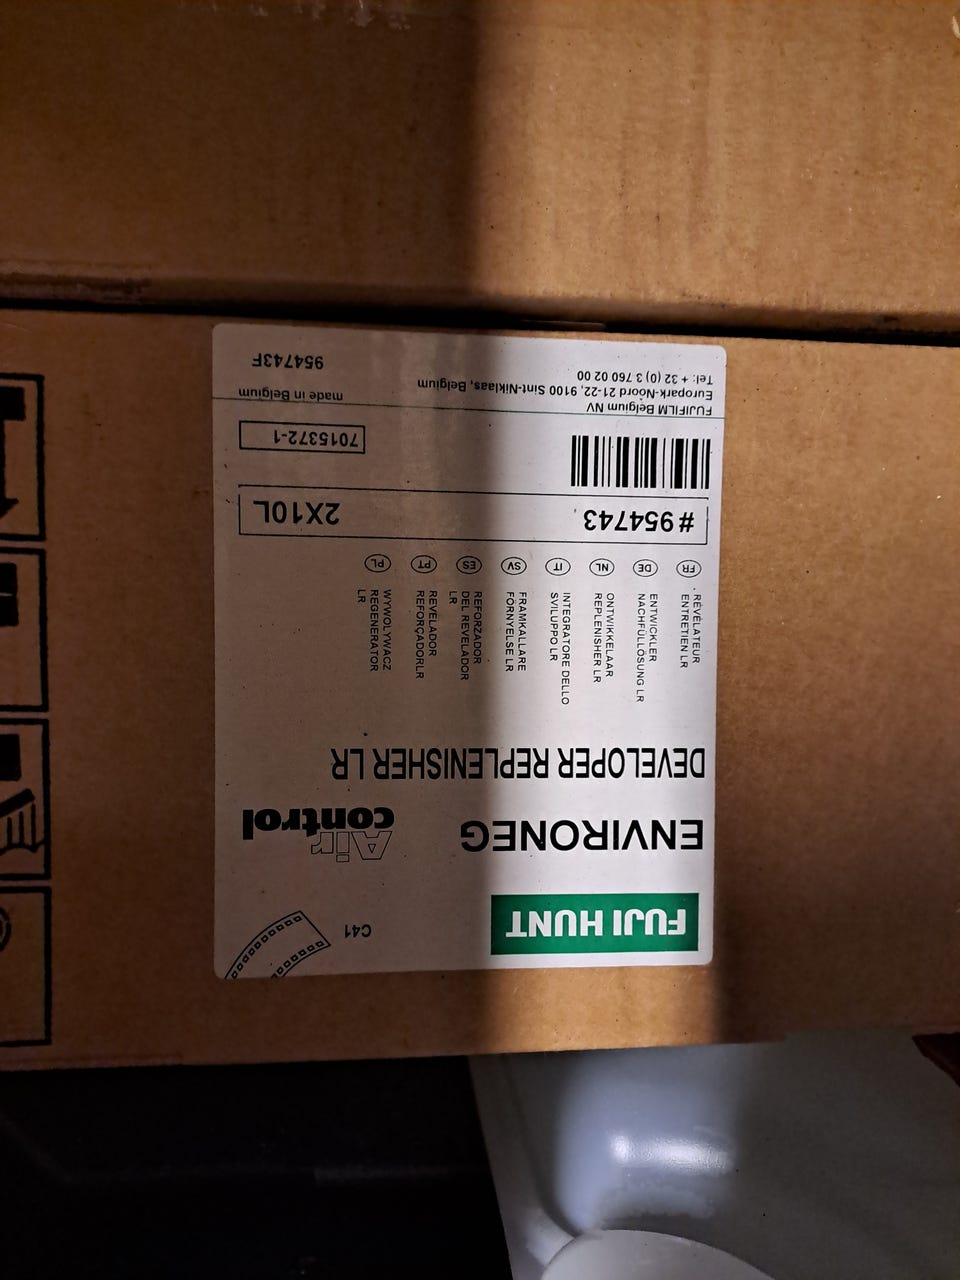 FUJI HUNT
C41
ENVIRONEG
Air
control
DEVELOPER REPLENISHER LR
FR
RÉVÉLATEUR
ENTRETIEN LR
DE
ENTWICKLER
NACHFÜLLÖSUNG LR
NL
ONTWIKKELAAR
REPLENISHER LR
IT
INTEGRATORE DELLO
SVILUPPO LR
SV
FRAMKALLARE
FÖRNYELSE LR
ES
REFORZADOR
DEL REVELADOR
LR
PT
REVELADOR
REFORÇADORLR
PL
WYWOLYWACZ
REGENERATOR
LR
#954743 2X10L
7015372-1
FUJIFILM Belgium NV made in Belgium
Europark-Noord 21-22, 9100 Sint-Niklaas, Belgium
Tel: + 32 (0) 3 760 02 00 954743F